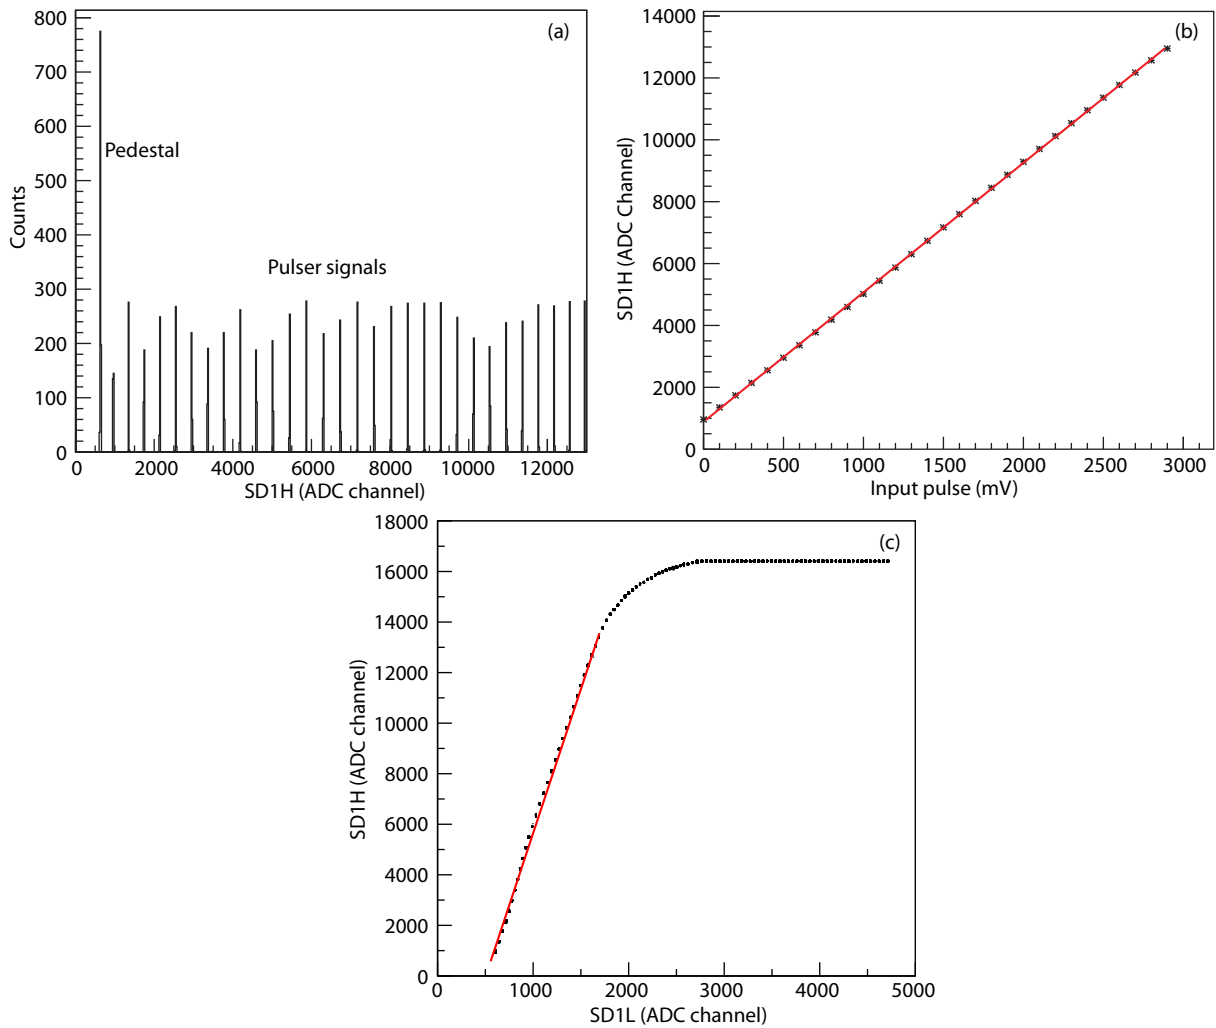 (a)
800
700
600
500
400
300
200
100
0
Counts
Pedestal
Pulser signals
0 2000 4000 6000 8000 10000 12000
SD1H (ADC channel)
(b)
14000
12000
10000
8000
6000
4000
2000
0
SD1H (ADC Channel)
0 500 1000 1500 2000 2500 3000
Input pulse (mV)
(c)
18000
16000
14000
12000
10000
8000
6000
4000
2000
0
SD1H (ADC channel)
0 1000 2000 3000 4000 5000
SD1L (ADC channel)